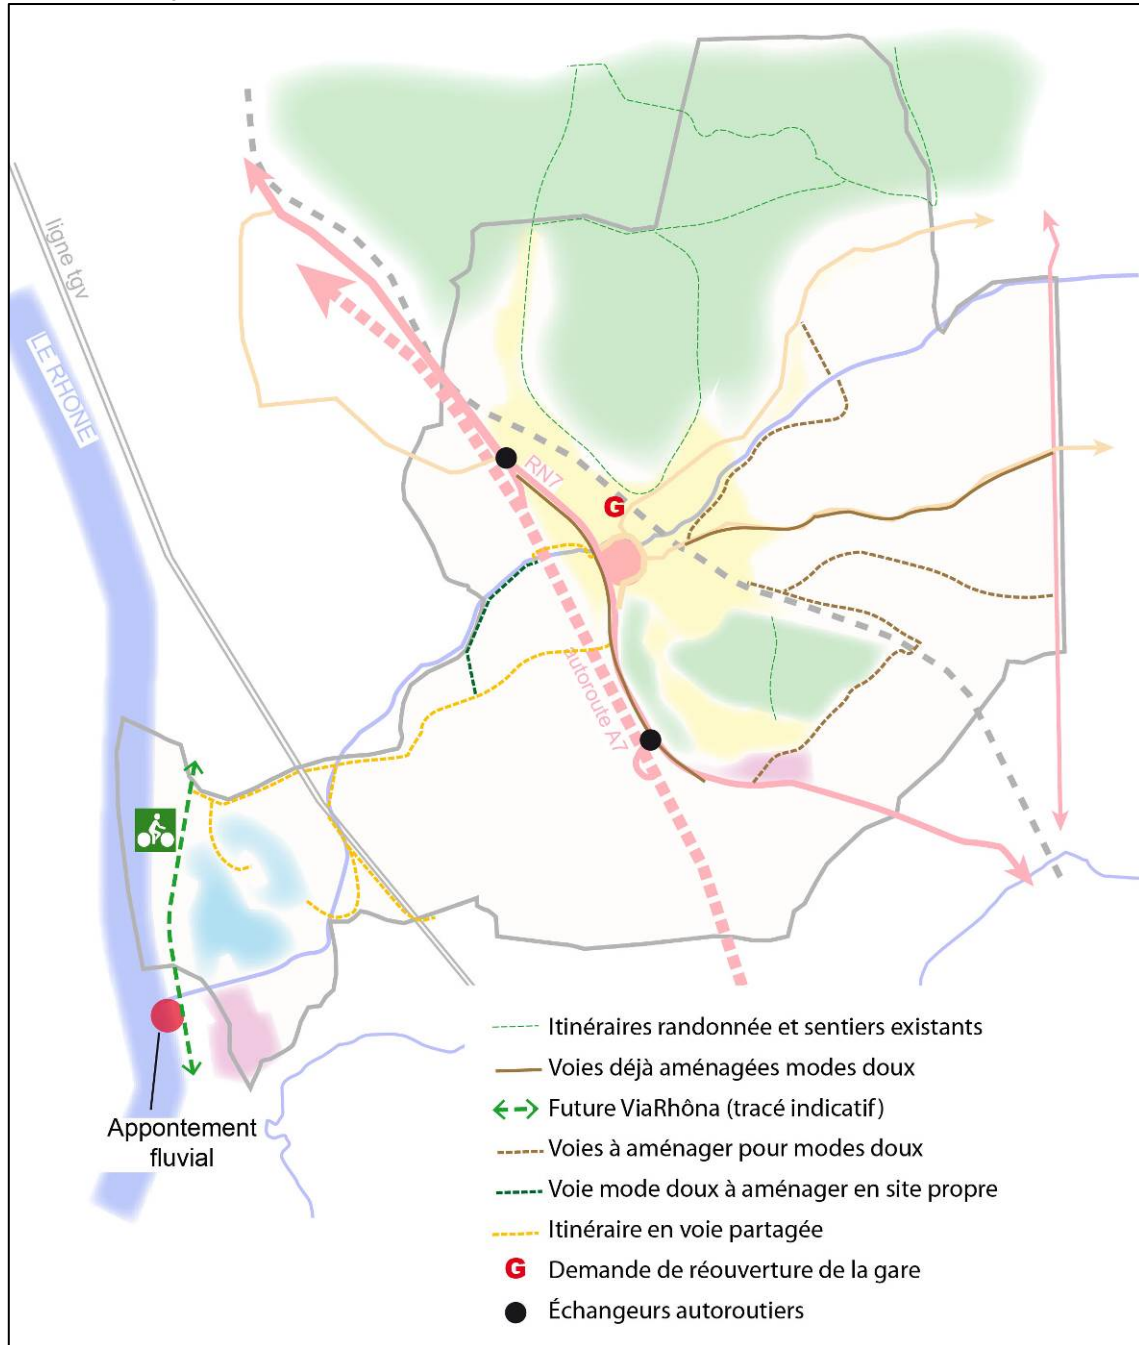 ligne tgv
LE RHONE
RN7
G
autoroute A7
Appontement
fluvial
Itinéraires randonnée et sentiers existants
Voies déjà aménagées modes doux
Future ViaRhôna (tracé indicatif)
Voies à aménager pour modes doux
Voie mode doux à aménager en site propre
Itinéraire en voie partagée
G Demande de réouverture de la gare
Échangeurs autoroutiers